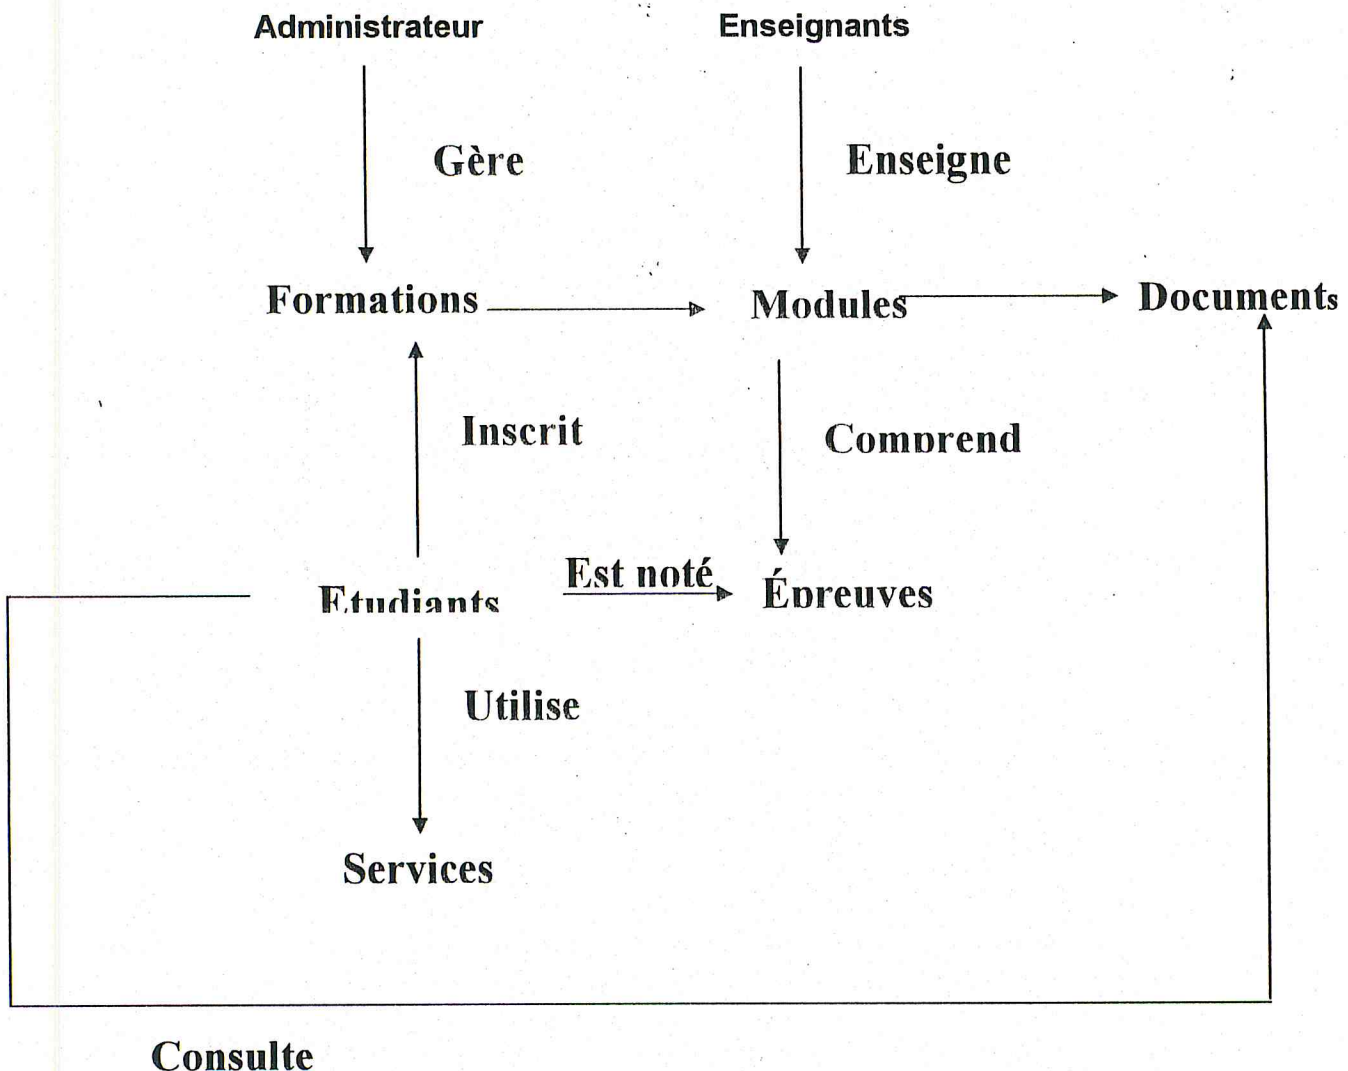 Administrateur Enseignants
Gère Enseigne
Formations Modules Documents
Inscrit Comprend
Etudiants Est noté Épreuves
Utilise
Services
Consulte